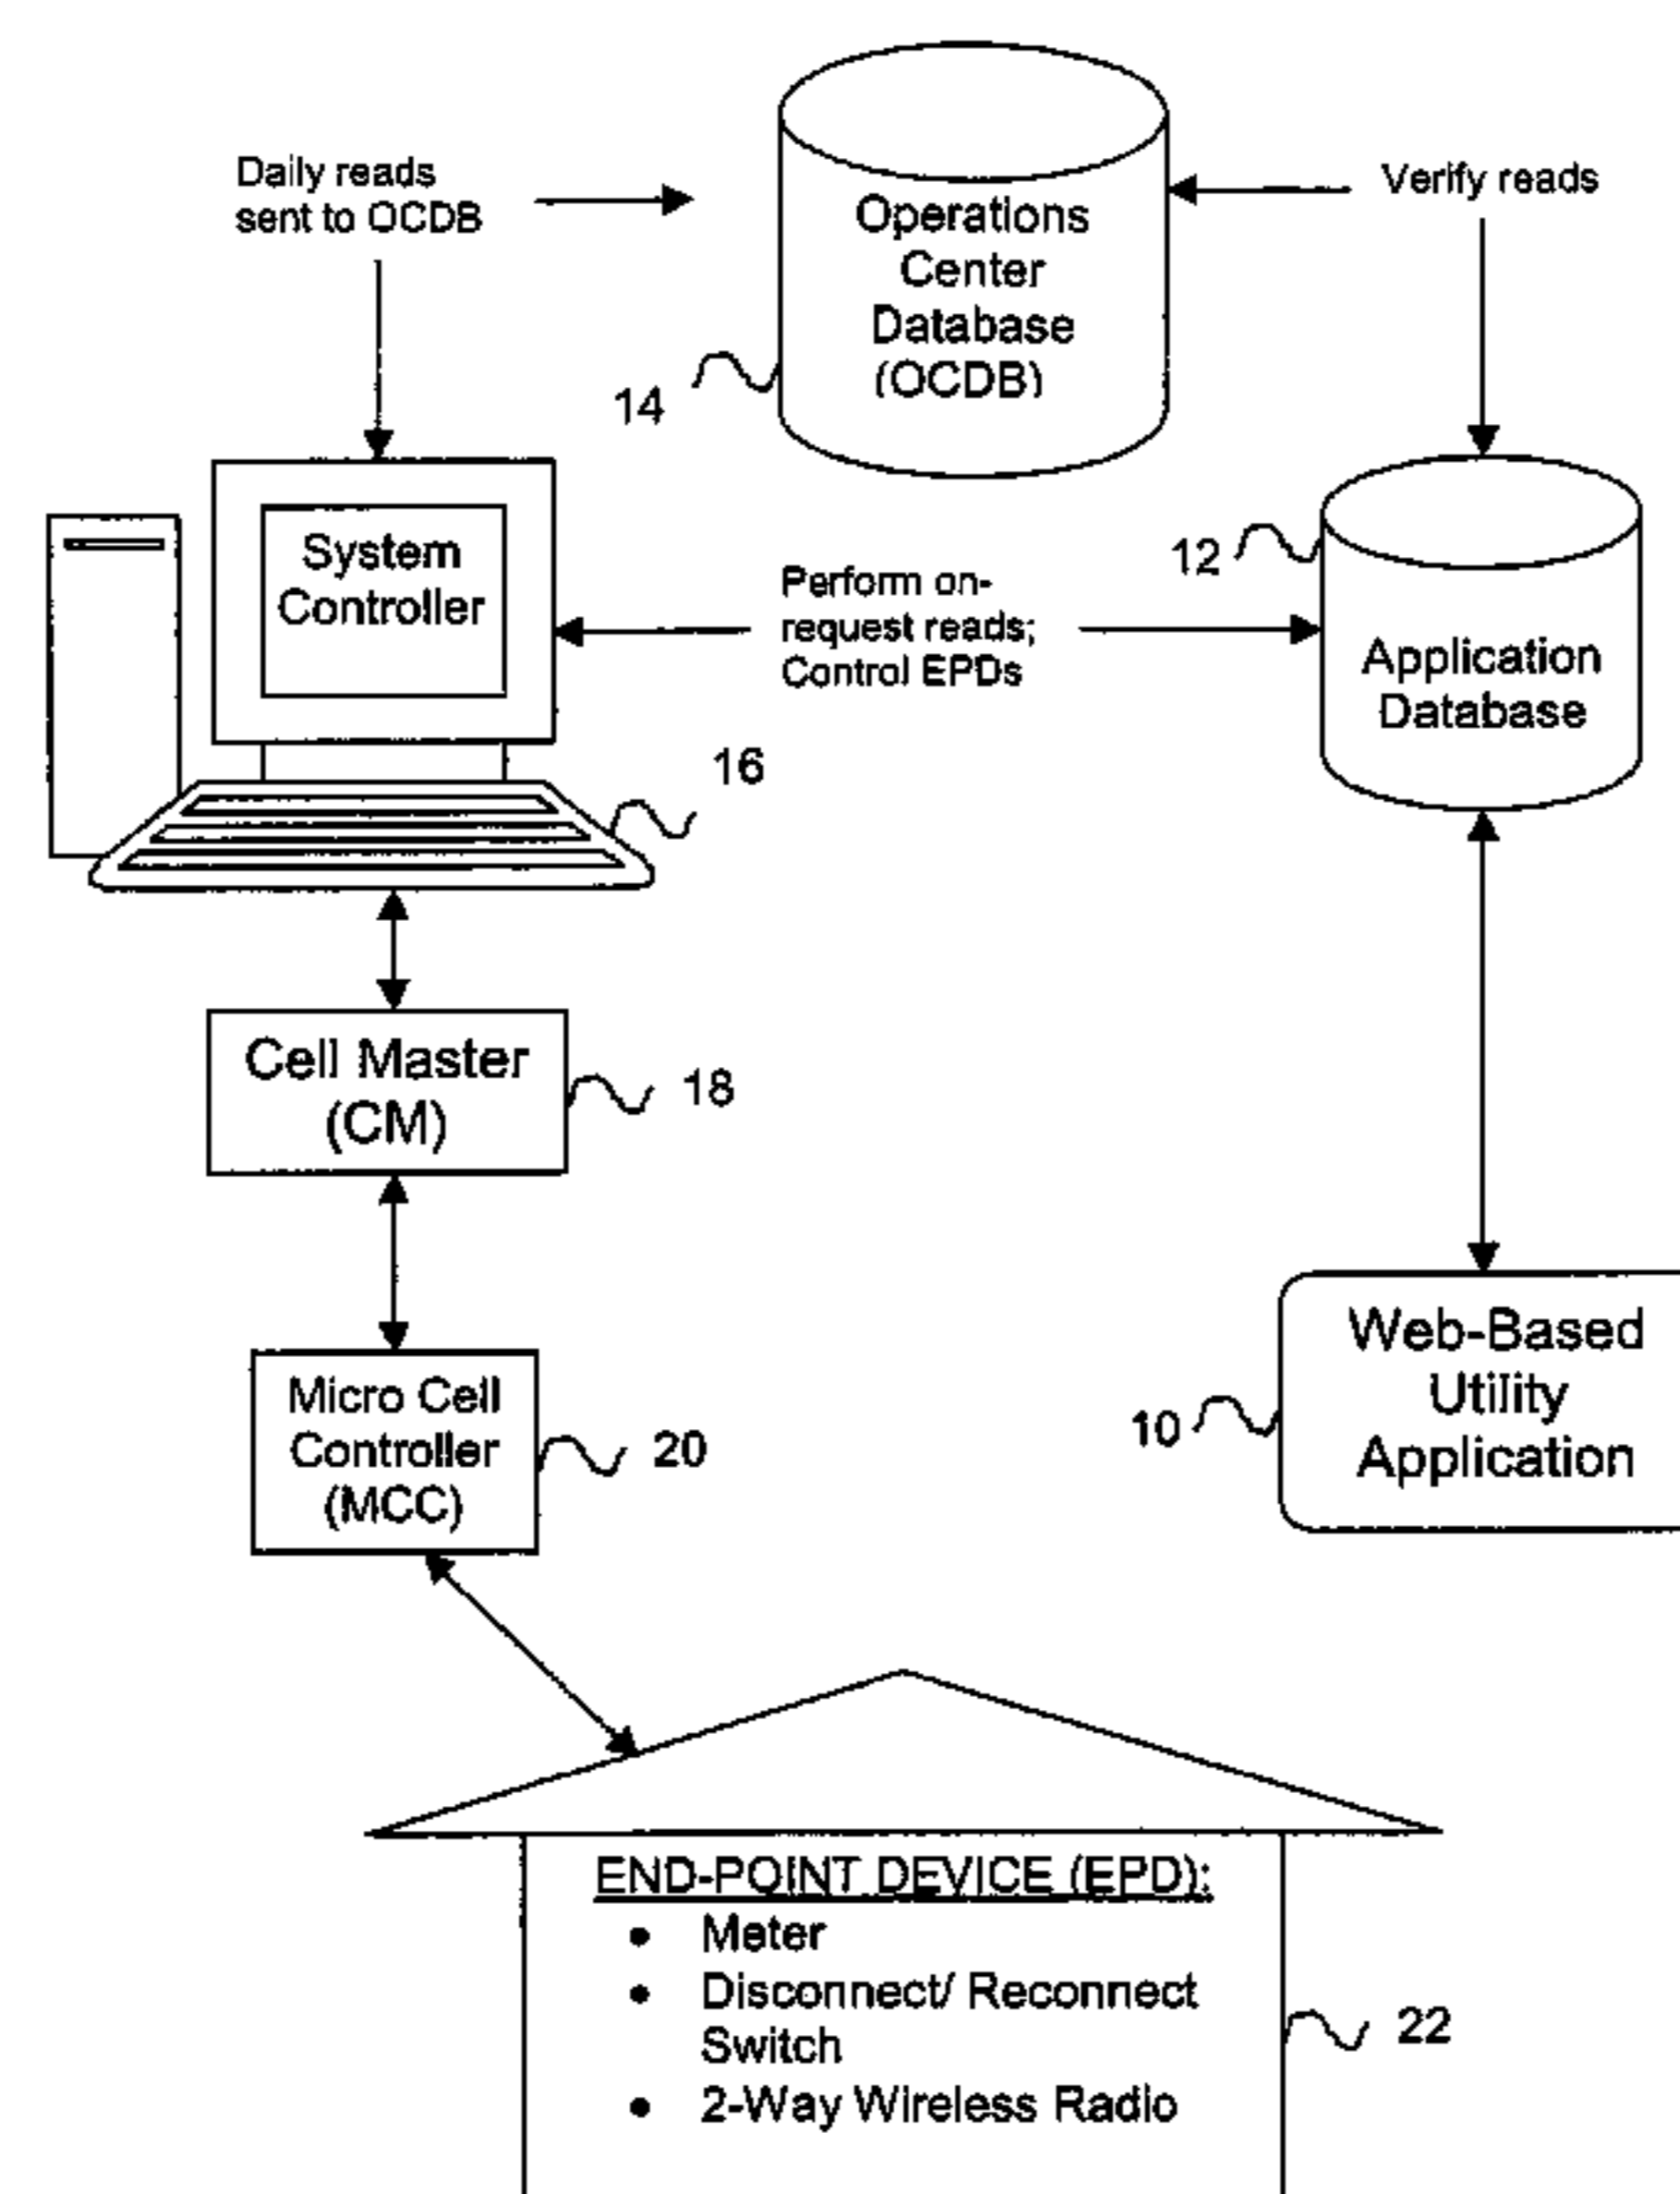 Daily reads
sent to OCDB
Operations
Center
Database
(OCDB)
14
Verify reads
System
Controller
16
Perform on-
request reads;
Control EPDs
12
Application
Database
Cell Master
(CM)
18
Micro Cell
Controller
(MCC)
20
Web-Based
Utility
Application
10
END-POINT DEVICE (EPD):
• Meter
• Disconnect/ Reconnect
Switch
• 2-Way Wireless Radio
22